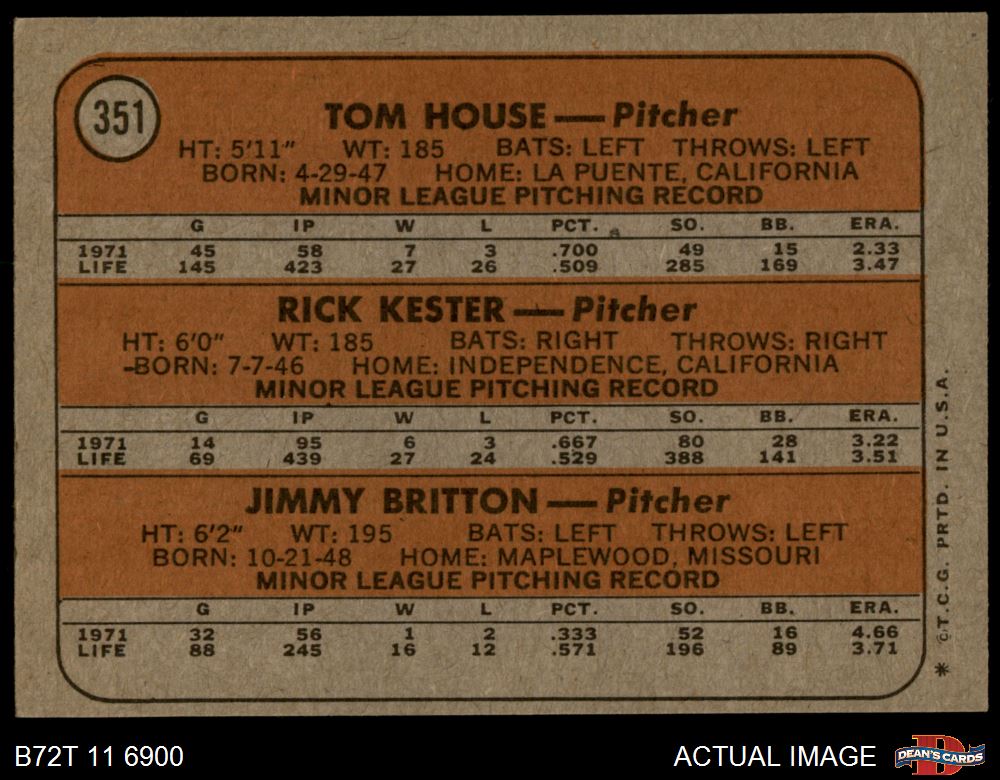 351
TOM HOUSE—Pitcher
HT: 5'11" WT: 185 BATS: LEFT THROWS: LEFT
BORN: 4-29-47 HOME: LA PUENTE, CALIFORNIA
MINOR LEAGUE PITCHING RECORD
G IP W L PCT. SO. BB. ERA.
1971 45 58 7 3 .700 49 15 2.33
LIFE 145 423 27 26 .509 285 169 3.47
RICK KESTER—Pitcher
HT: 6'0" WT: 185 BATS: RIGHT THROWS: RIGHT
BORN: 7-7-46 HOME: INDEPENDENCE, CALIFORNIA
MINOR LEAGUE PITCHING RECORD
G IP W L PCT. SO. BB. ERA.
1971 14 95 6 3 .667 80 28 3.22
LIFE 69 439 27 24 .529 388 141 3.51
JIMMY BRITTON—Pitcher
HT: 6'2" WT: 195 BATS: LEFT THROWS: LEFT
BORN: 10-21-48 HOME: MAPLEWOOD, MISSOURI
MINOR LEAGUE PITCHING RECORD
G IP W L PCT. SO. BB. ERA.
1971 32 56 1 2 .333 52 16 4.66
LIFE 88 245 16 12 .571 196 89 3.71
* ©T.C.G. PRTD. IN U.S.A.
B72T 11 6900
ACTUAL IMAGE
D
DEAN'S CARDS